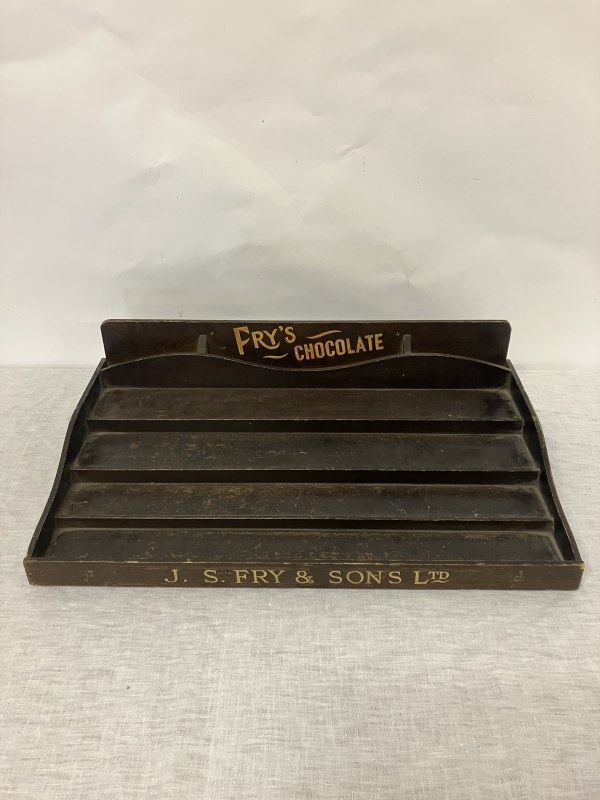 FRY'S
CHOCOLATE
J. S. FRY & SONS LTD